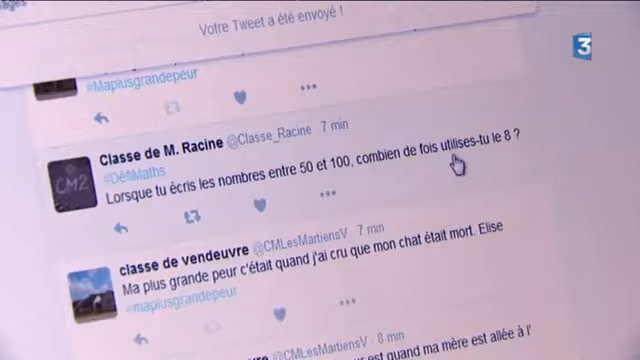 Votre Tweet a été envoyé !
3
#Maplusgrandepeur
Classe de M. Racine @Classe_Racine 7 min
CM2
#DéfiMaths
Lorsque tu écris les nombres entre 50 et 100, combien de fois utilises-tu le 8 ?
classe de vendeuvre @CMLesMartiensV 7 min
Ma plus grande peur c'était quand j'ai cru que mon chat était mort. Elise
#maplusgrandepeur
@CMLesMartiensV 8 min
est quand ma mère est allée à l'